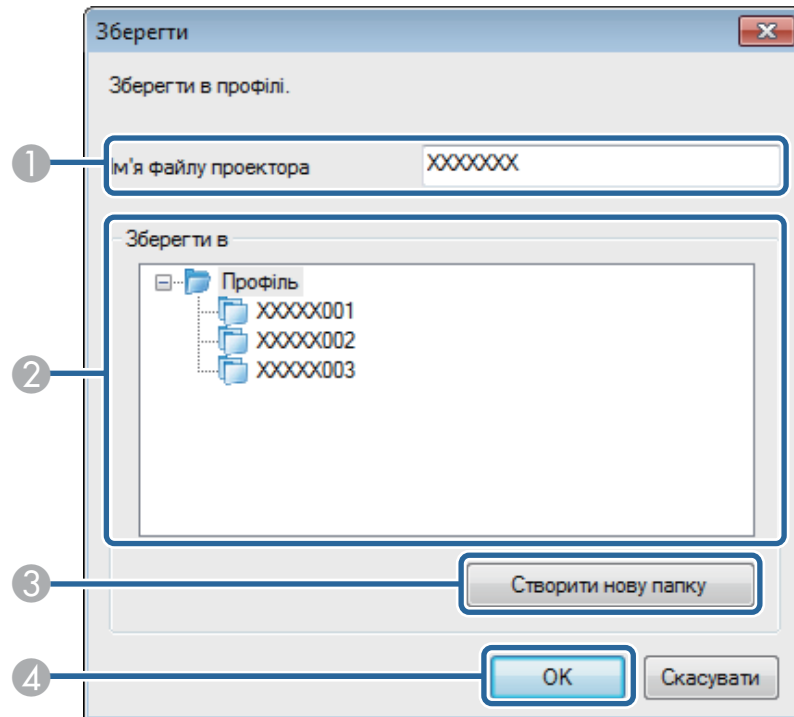 Зберегти
Зберегти в профілі.
1
Ім'я файлу проектора XXXXXXX
2
Зберегти в
Профіль
XXXXX001
XXXXX002
XXXXX003
3
Створити нову папку
4
OK Скасувати